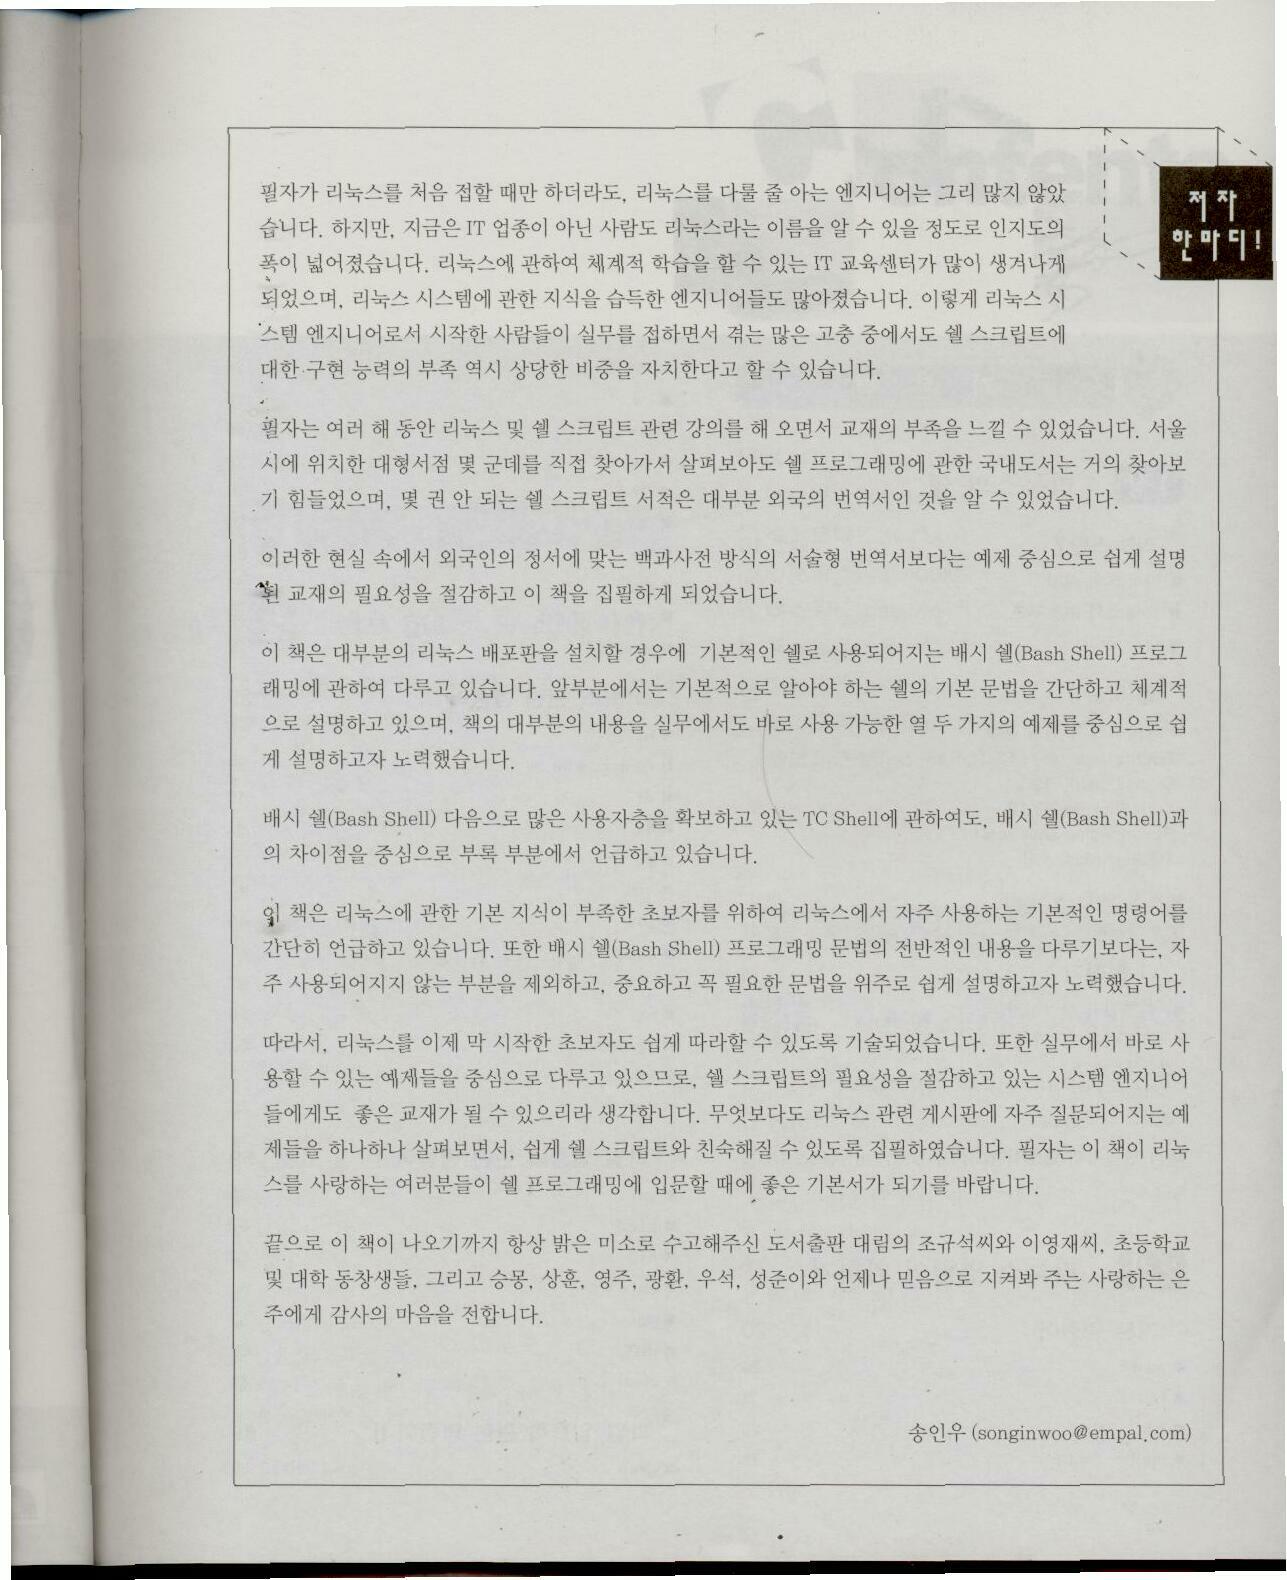 저자
한마디!
필자가 리눅스를 처음 접할 때만 하더라도, 리눅스를 다룰 줄 아는 엔지니어는 그리 많지 않았
습니다. 하지만, 지금은 IT 업종이 아닌 사람도 리눅스라는 이름을 알 수 있을 정도로 인지도의
폭이 넓어졌습니다. 리눅스에 관하여 체계적 학습을 할 수 있는 IT 교육센터가 많이 생겨나게
되었으며, 리눅스 시스템에 관한 지식을 습득한 엔지니어들도 많아졌습니다. 이렇게 리눅스 시
스템 엔지니어로서 시작한 사람들이 실무를 접하면서 겪는 많은 고충 중에서도 쉘 스크립트에
대한 구현 능력의 부족 역시 상당한 비중을 자치한다고 할 수 있습니다.
필자는 여러 해 동안 리눅스 및 쉘 스크립트 관련 강의를 해 오면서 교재의 부족을 느낄 수 있었습니다. 서울
시에 위치한 대형서점 몇 군데를 직접 찾아가서 살펴보아도 쉘 프로그래밍에 관한 국내도서는 거의 찾아보
기 힘들었으며, 몇 권 안 되는 쉘 스크립트 서적은 대부분 외국의 번역서인 것을 알 수 있었습니다.
이러한 현실 속에서 외국인의 정서에 맞는 백과사전 방식의 서술형 번역서보다는 예제 중심으로 쉽게 설명
된 교재의 필요성을 절감하고 이 책을 집필하게 되었습니다.
이 책은 대부분의 리눅스 배포판을 설치할 경우에 기본적인 쉘로 사용되어지는 배시 쉘(Bash Shell) 프로그
래밍에 관하여 다루고 있습니다. 앞부분에서는 기본적으로 알아야 하는 쉘의 기본 문법을 간단하고 체계적
으로 설명하고 있으며, 책의 대부분의 내용을 실무에서도 바로 사용 가능한 열 두 가지의 예제를 중심으로 쉽
게 설명하고자 노력했습니다.
배시 쉘(Bash Shell) 다음으로 많은 사용자층을 확보하고 있는 TC Shell에 관하여도, 배시 쉘(Bash Shell)과
의 차이점을 중심으로 부록 부분에서 언급하고 있습니다.
이 책은 리눅스에 관한 기본 지식이 부족한 초보자를 위하여 리눅스에서 자주 사용하는 기본적인 명령어를
간단히 언급하고 있습니다. 또한 배시 쉘(Bash Shell) 프로그래밍 문법의 전반적인 내용을 다루기보다는, 자
주 사용되어지지 않는 부분을 제외하고, 중요하고 꼭 필요한 문법을 위주로 쉽게 설명하고자 노력했습니다.
따라서, 리눅스를 이제 막 시작한 초보자도 쉽게 따라할 수 있도록 기술되었습니다. 또한 실무에서 바로 사
용할 수 있는 예제들을 중심으로 다루고 있으므로, 쉘 스크립트의 필요성을 절감하고 있는 시스템 엔지니어
들에게도 좋은 교재가 될 수 있으리라 생각합니다. 무엇보다도 리눅스 관련 게시판에 자주 질문되어지는 예
제들을 하나하나 살펴보면서, 쉽게 쉘 스크립트와 친숙해질 수 있도록 집필하였습니다. 필자는 이 책이 리눅
스를 사랑하는 여러분들이 쉘 프로그래밍에 입문할 때에 좋은 기본서가 되기를 바랍니다.
끝으로 이 책이 나오기까지 항상 밝은 미소로 수고해주신 도서출판 대림의 조규석씨와 이영재씨, 초등학교
및 대학 동창생들, 그리고 승몽, 상훈, 영주, 광환, 우석, 성준이와 언제나 믿음으로 지켜봐 주는 사랑하는 은
주에게 감사의 마음을 전합니다.
송인우 (songinwoo@empal.com)